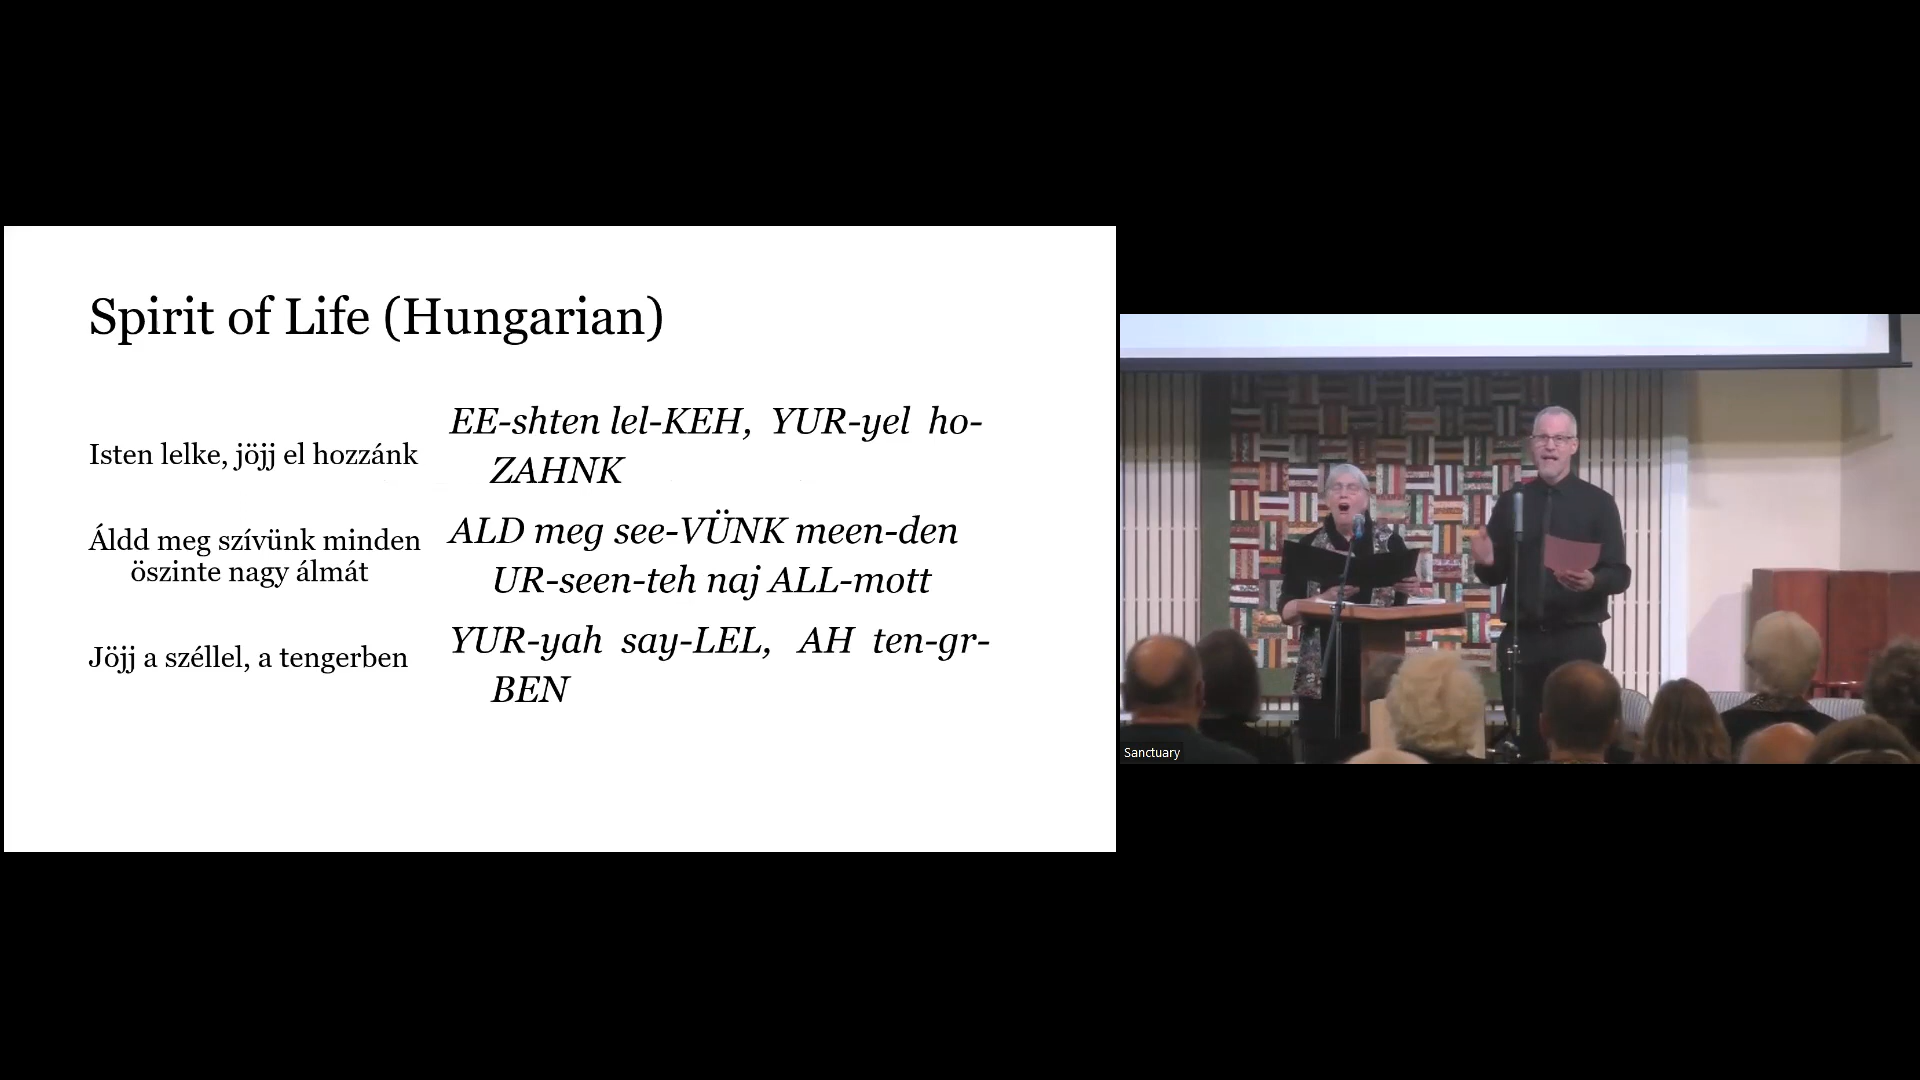 Spirit of Life (Hungarian)
Isten lelke, jöjj el hozzánk
EE-shten lel-KEH, YUR-yel ho-
ZAHNK
Áldd meg szívünk minden
öszinte nagy álmát
ALD meg see-VÜNK meen-den
UR-seen-teh naj ALL-mott
Jöjj a széllel, a tengerben
YUR-yah say-LEL, AH ten-gr-
BEN
Sanctuary